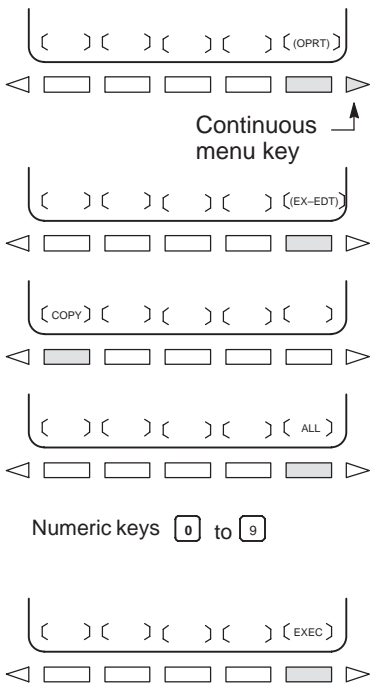 (OPRT)
Continuous
menu key
(EX–EDT)
COPY
ALL
Numeric keys 0 to 9
EXEC